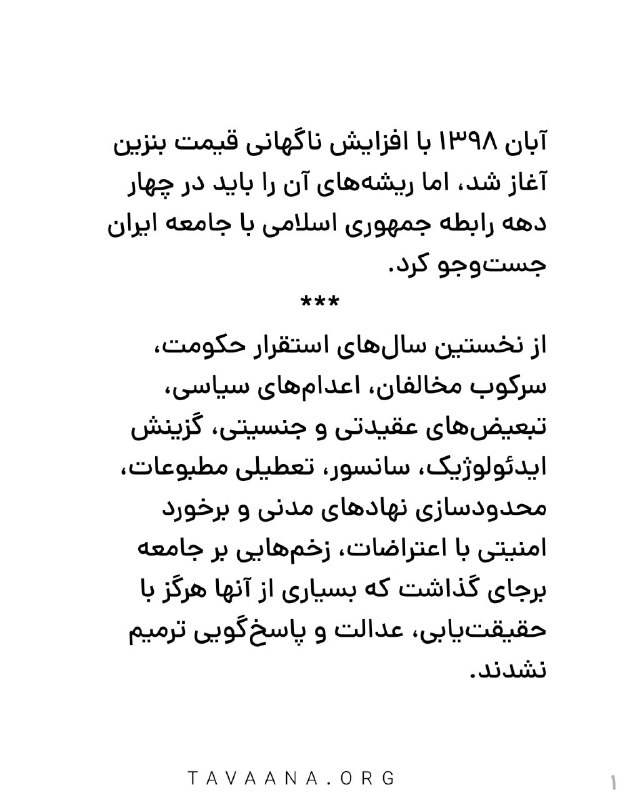 آبان ۱۳۹۸ با افزایش ناگهانی قیمت بنزین
آغاز شد، اما ریشه‌های آن را باید در چهار
دهه رابطه جمهوری اسلامی با جامعه ایران
جست‌وجو کرد.
***
از نخستین سال‌های استقرار حکومت،
سرکوب مخالفان، اعدام‌های سیاسی،
تبعیض‌های عقیدتی و جنسیتی، گزینش
ایدئولوژیک، سانسور، تعطیلی مطبوعات،
محدودسازی نهادهای مدنی و برخورد
امنیتی با اعتراضات، زخم‌هایی بر جامعه
برجای گذاشت که بسیاری از آنها هرگز با
حقیقت‌یابی، عدالت و پاسخ‌گویی ترمیم
نشدند.
TAVAANA.ORG
۱